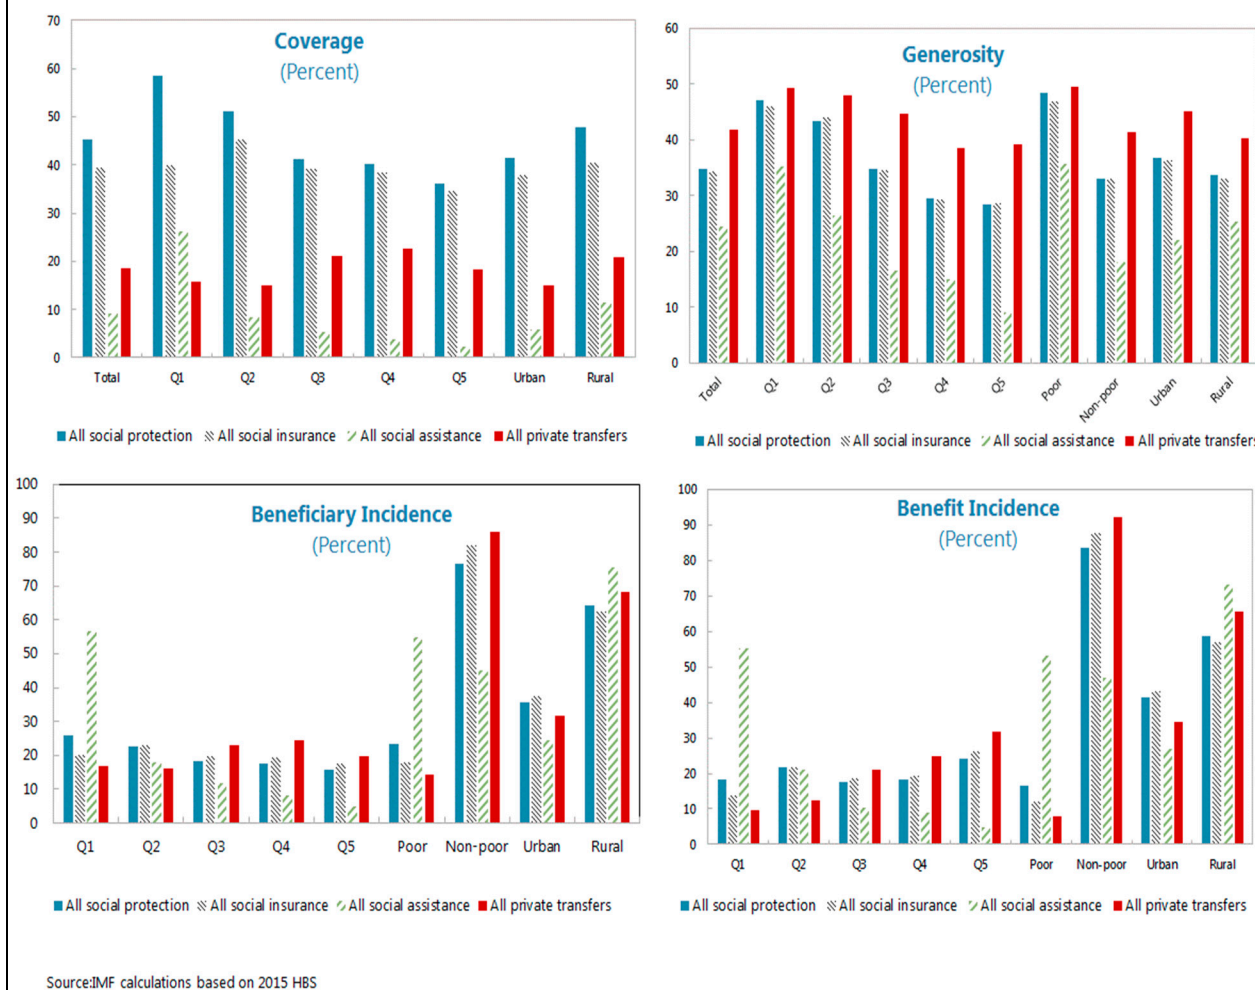 Coverage
(Percent)
70
60
50
40
30
20
10
0
Total Q1 Q2 Q3 Q4 Q5 Urban Rural
All social protection All social insurance All social assistance All private transfers
Generosity
(Percent)
60
50
40
30
20
10
0
Total Q1 Q2 Q3 Q4 Q5 Poor Non-poor Urban Rural
All social protection All social insurance All social assistance All private transfers
Beneficiary Incidence
(Percent)
100
90
80
70
60
50
40
30
20
10
0
Q1 Q2 Q3 Q4 Q5 Poor Non-poor Urban Rural
All social protection All social insurance All social assistance All private transfers
Benefit Incidence
(Percent)
100
90
80
70
60
50
40
30
20
10
0
Q1 Q2 Q3 Q4 Q5 Poor Non-poor Urban Rural
All social protection All social insurance All social assistance All private transfers
Source:IMF calculations based on 2015 HBS